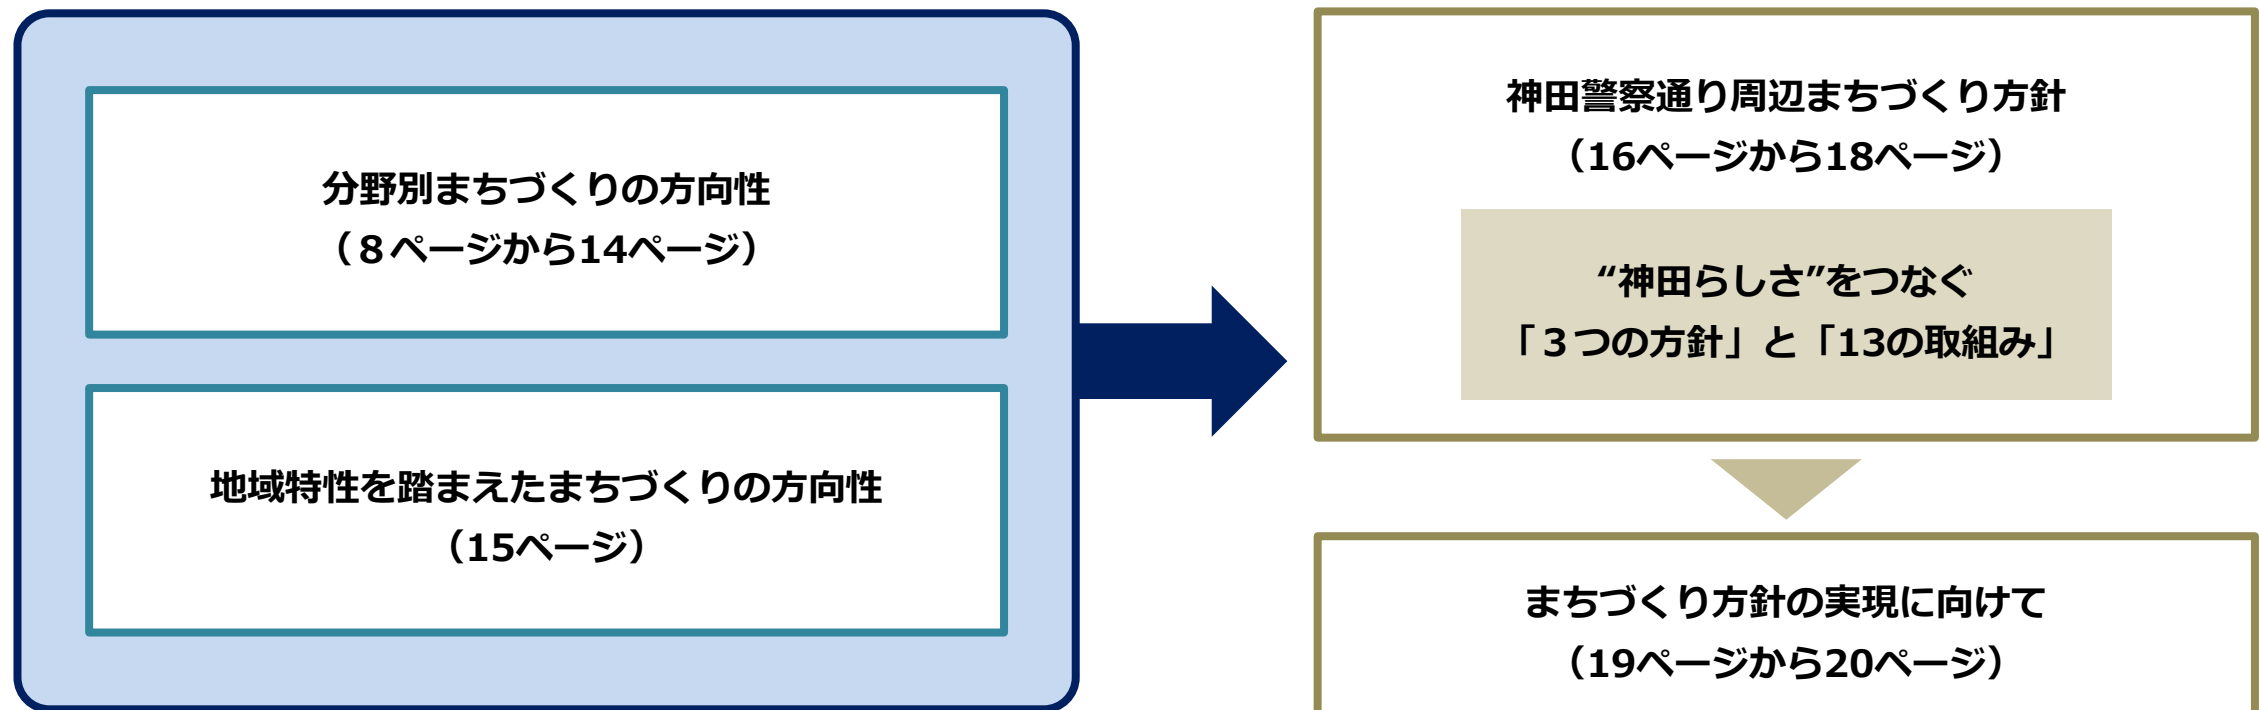 分野別まちづくりの方向性
（８ページから14ページ）
地域特性を踏まえたまちづくりの方向性
（15ページ）
神田警察通り周辺まちづくり方針
（16ページから18ページ）
“神田らしさ”をつなぐ
「３つの方針」と「13の取組み」
まちづくり方針の実現に向けて
（19ページから20ページ）